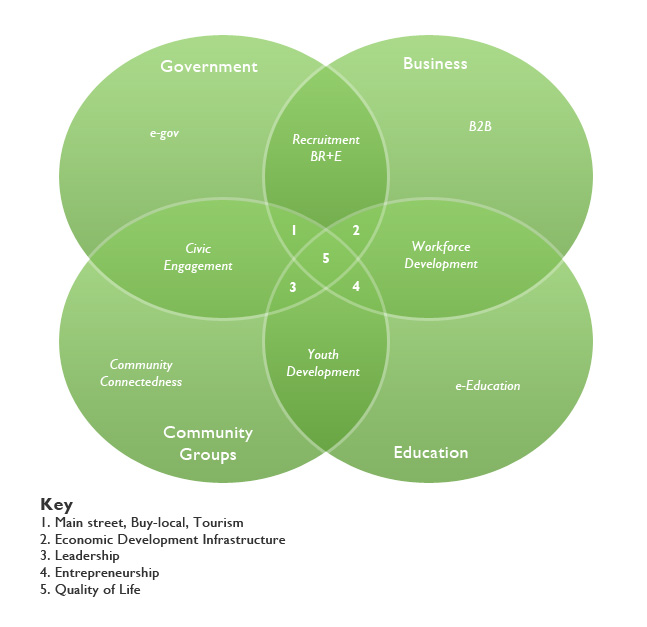 Government
Business
e-gov
B2B
Recruitment
BR+E
1
2
Civic
Engagement
5
Workforce
Development
3
4
Community
Connectedness
Youth
Development
e-Education
Community
Groups
Education
Key
1. Main street, Buy-local, Tourism
2. Economic Development Infrastructure
3. Leadership
4. Entrepreneurship
5. Quality of Life